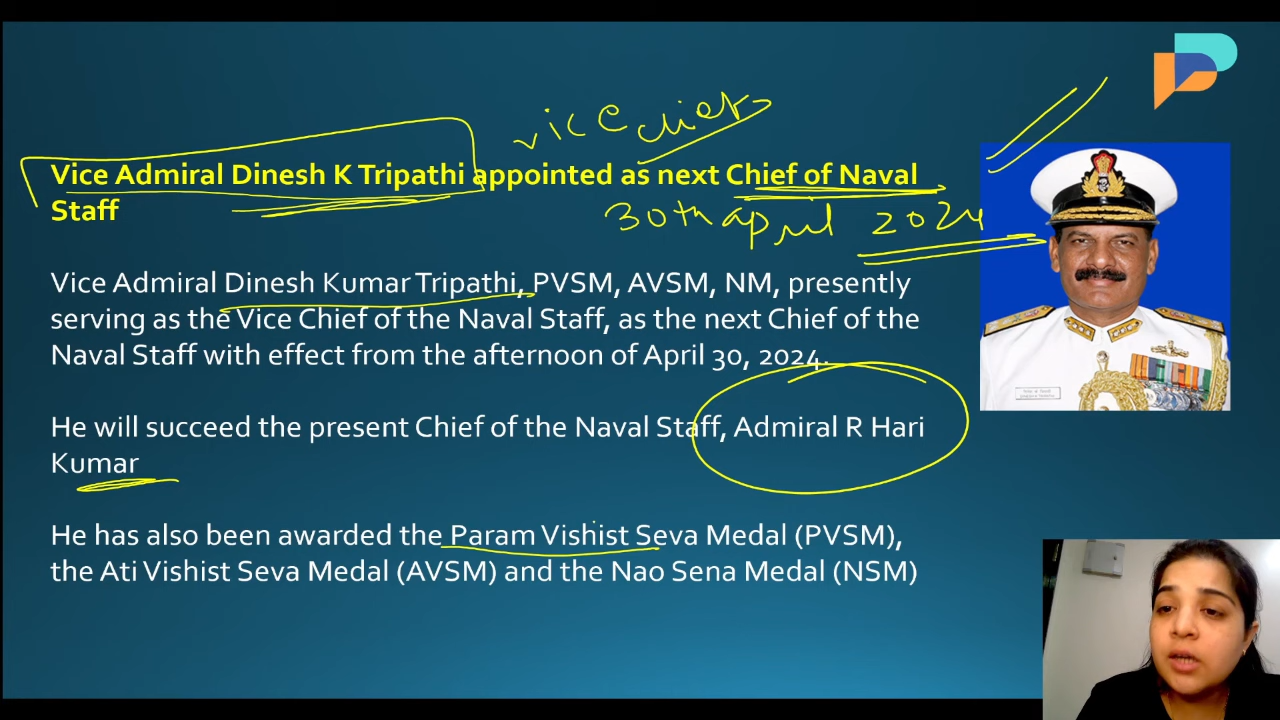 vice chief
Vice Admiral Dinesh K Tripathi appointed as next Chief of Naval
Staff
30th april 2024
Vice Admiral Dinesh Kumar Tripathi, PVSM, AVSM, NM, presently
serving as the Vice Chief of the Naval Staff, as the next Chief of the
Naval Staff with effect from the afternoon of April 30, 2024.
He will succeed the present Chief of the Naval Staff, Admiral R Hari
Kumar
He has also been awarded the Param Vishist Seva Medal (PVSM),
the Ati Vishist Seva Medal (AVSM) and the Nao Sena Medal (NSM)